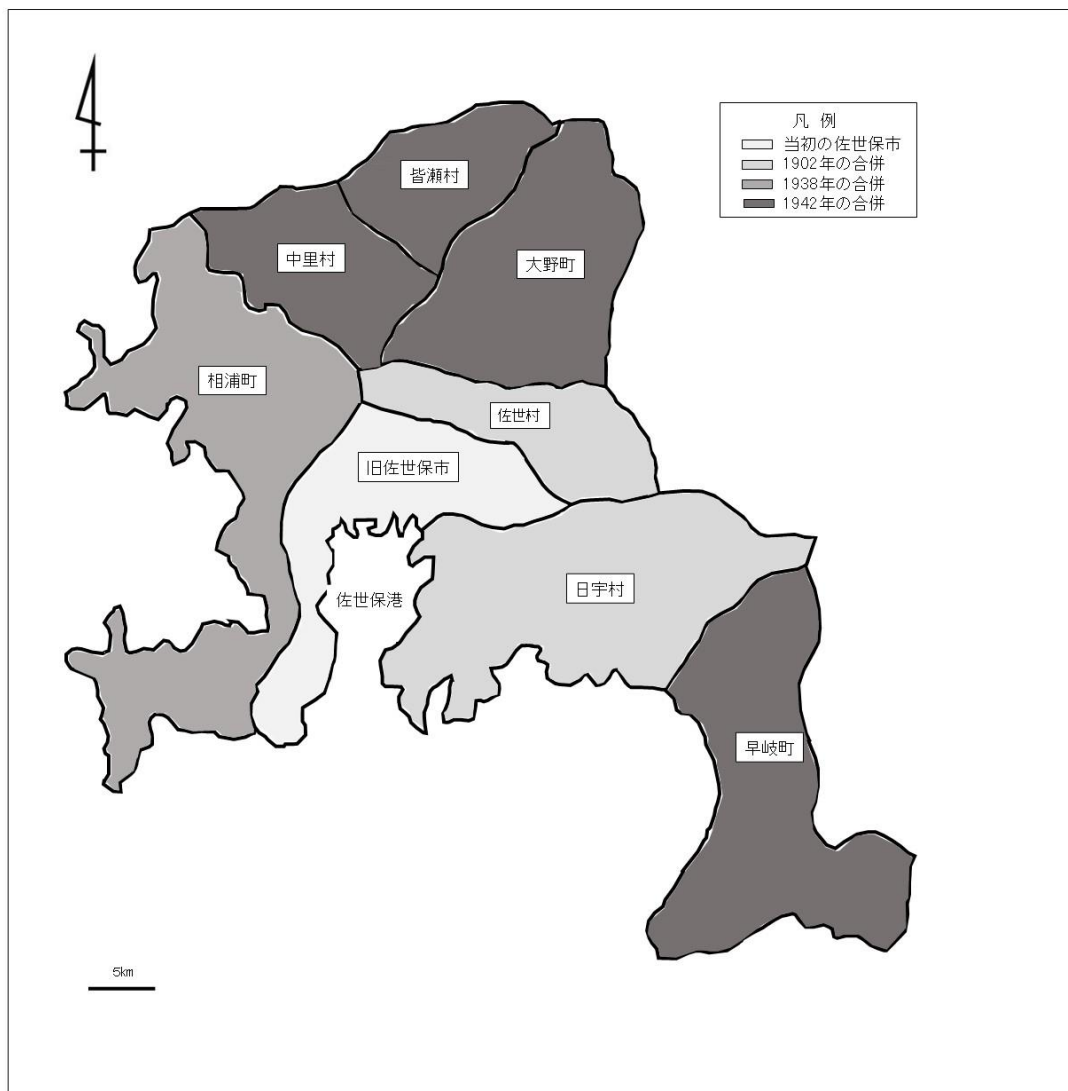 凡 例
当初の佐世保市
1902年の合併
1938年の合併
1942年の合併
皆瀬村
中里村
大野町
相浦町
佐世村
旧佐世保市
日宇村
佐世保港
早岐町
5km